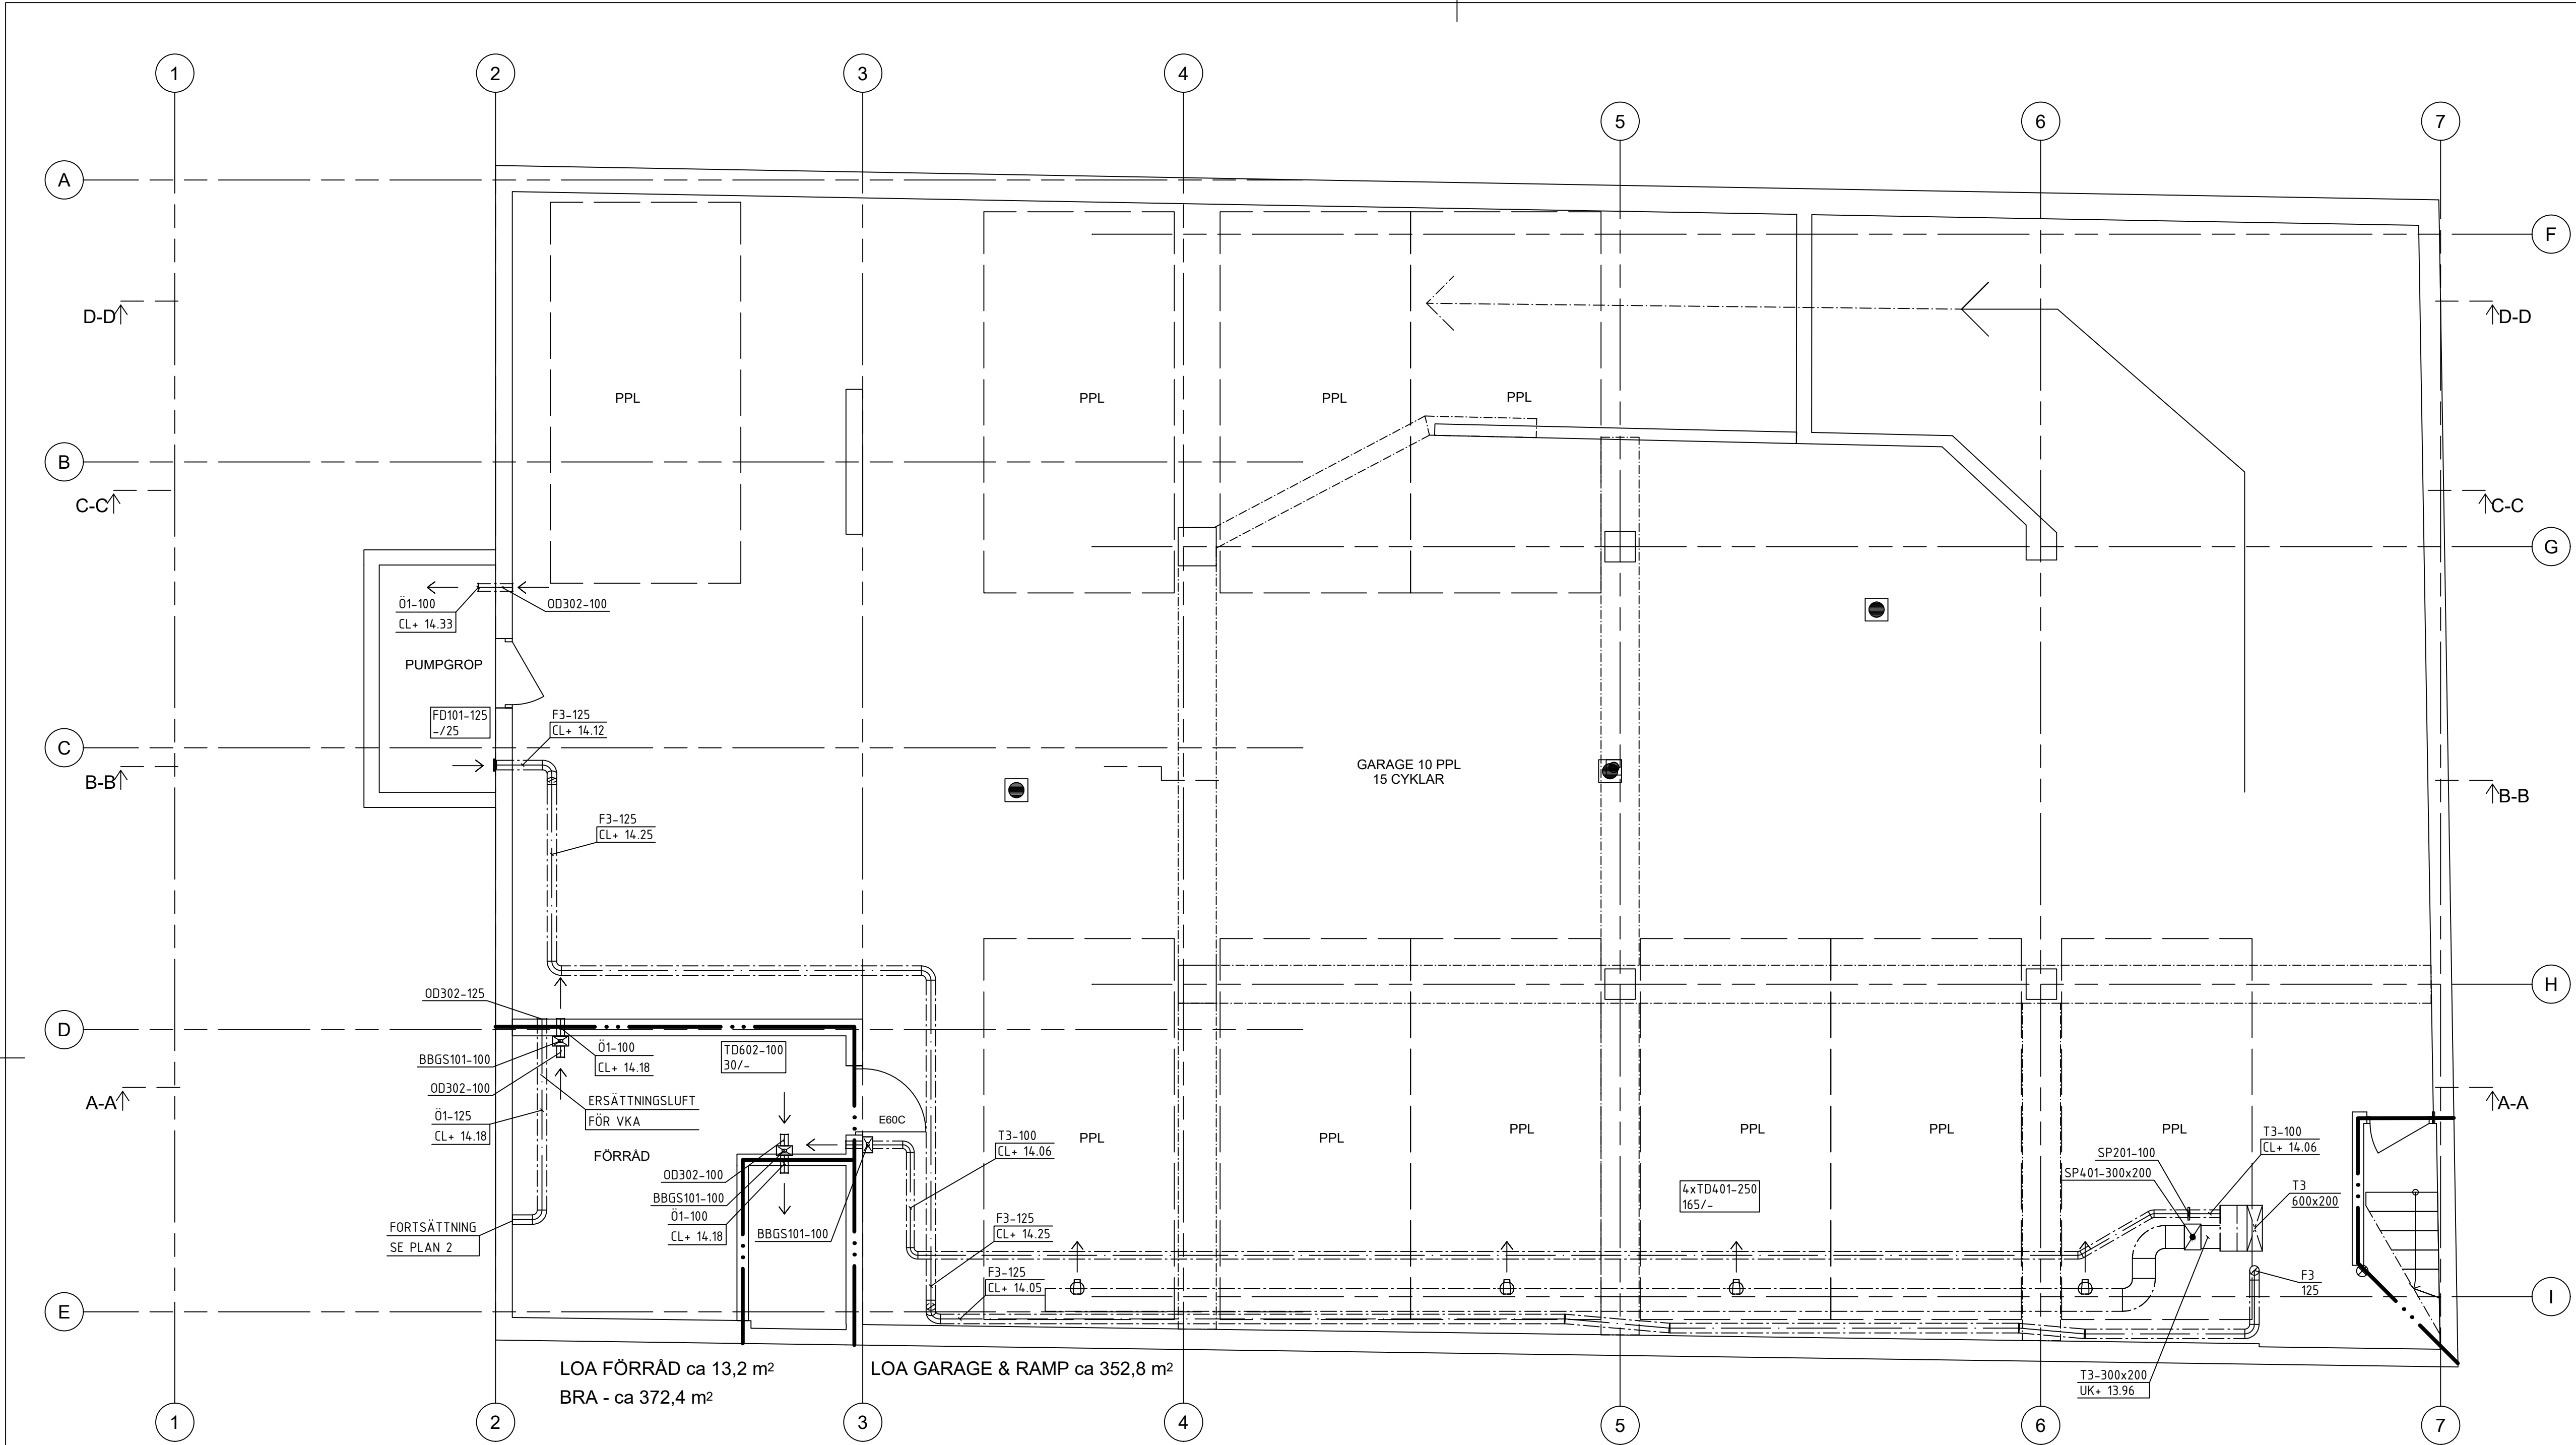 1
2
3
4
5
6
7
A
F
D-D
D-D
PPL
PPL
PPL
PPL
B
C-C
C-C
G
Ö1-100
CL+ 14.33
OD302-100
PUMPGROP
FD101-125
-/25
F3-125
CL+ 14.12
C
B-B
GARAGE 10 PPL
15 CYKLAR
B-B
F3-125
CL+ 14.25
H
OD302-125
D
BBGS101-100
Ö1-100
CL+ 14.18
TD602-100
30/-
OD302-100
A-A
A-A
ERSÄTTNINGSLUFT
FÖR VKA
Ö1-125
CL+ 14.18
E60C
FÖRRÅD
T3-100
CL+ 14.06
PPL
PPL
PPL
PPL
PPL
PPL
T3-100
CL+ 14.06
SP201-100
SP401-300x200
OD302-100
BBGS101-100
Ö1-100
CL+ 14.18
BBGS101-100
4xTD401-250
165/-
T3
600x200
FORTSÄTTNING
SE PLAN 2
F3-125
CL+ 14.25
F3-125
CL+ 14.05
F3
125
E
I
LOA FÖRRÅD ca 13,2 m²
LOA GARAGE & RAMP ca 352,8 m²
BRA - ca 372,4 m²
T3-300x200
UK+ 13.96
1
2
3
4
5
6
7